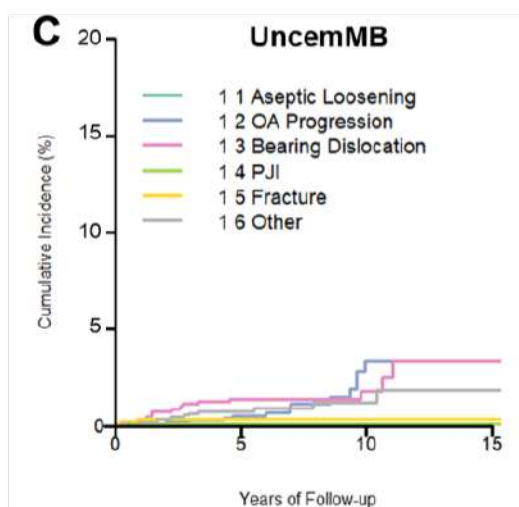 C
UncemMB
20
15
10
5
0
Cumulative Incidence (%)
1 1 Aseptic Loosening
1 2 OA Progression
1 3 Bearing Dislocation
1 4 PJI
1 5 Fracture
1 6 Other
0 5 10 15
Years of Follow-up